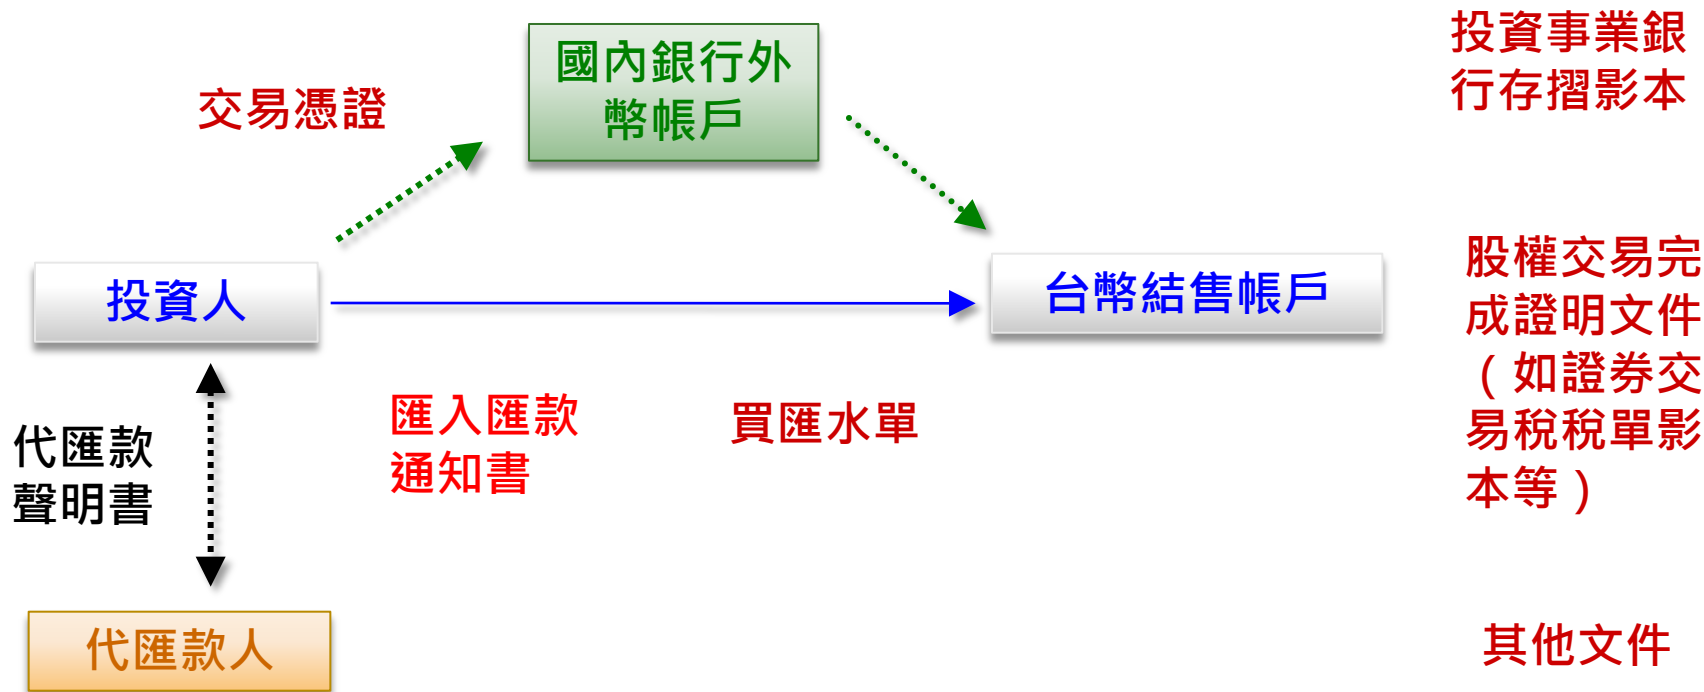 國內銀行外
幣帳戶
投資事業銀
行存摺影本
交易憑證
投資人
台幣結售帳戶
股權交易完
成證明文件
（如證券交
易稅稅單影
本等）
匯入匯款
通知書
買匯水單
代匯款
聲明書
代匯款人
其他文件